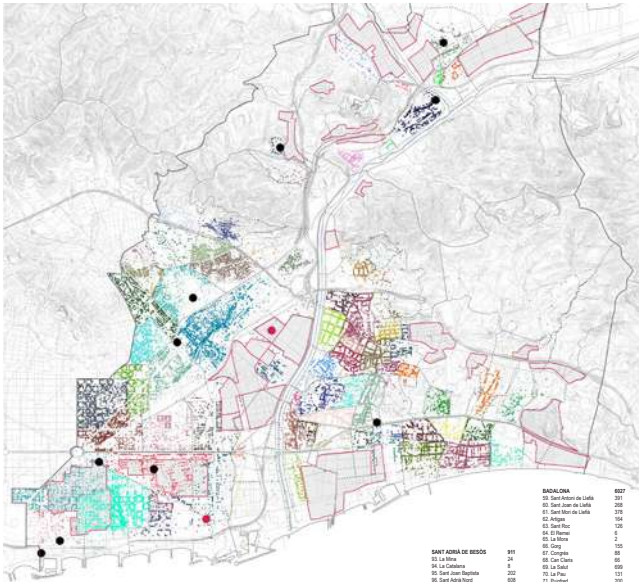 SANT ADRIÀ DE BESÒS 911
93. La Mina 24
94. La Catalana 8
95. Sant Joan Baptista 202
96. Sant Adrià Nord 608
BADALONA 6027
59. Sant Antoni de Llefià 391
60. Sant Joan de Llefià 268
61. Sant Mori de Llefià 378
62. Artigas 164
63. Sant Roc 126
64. El Remei 6
65. La Mora 2
66. Gorg 155
67. Congrés 88
68. Can Claris 66
69. La Salut 699
70. La Pau 131